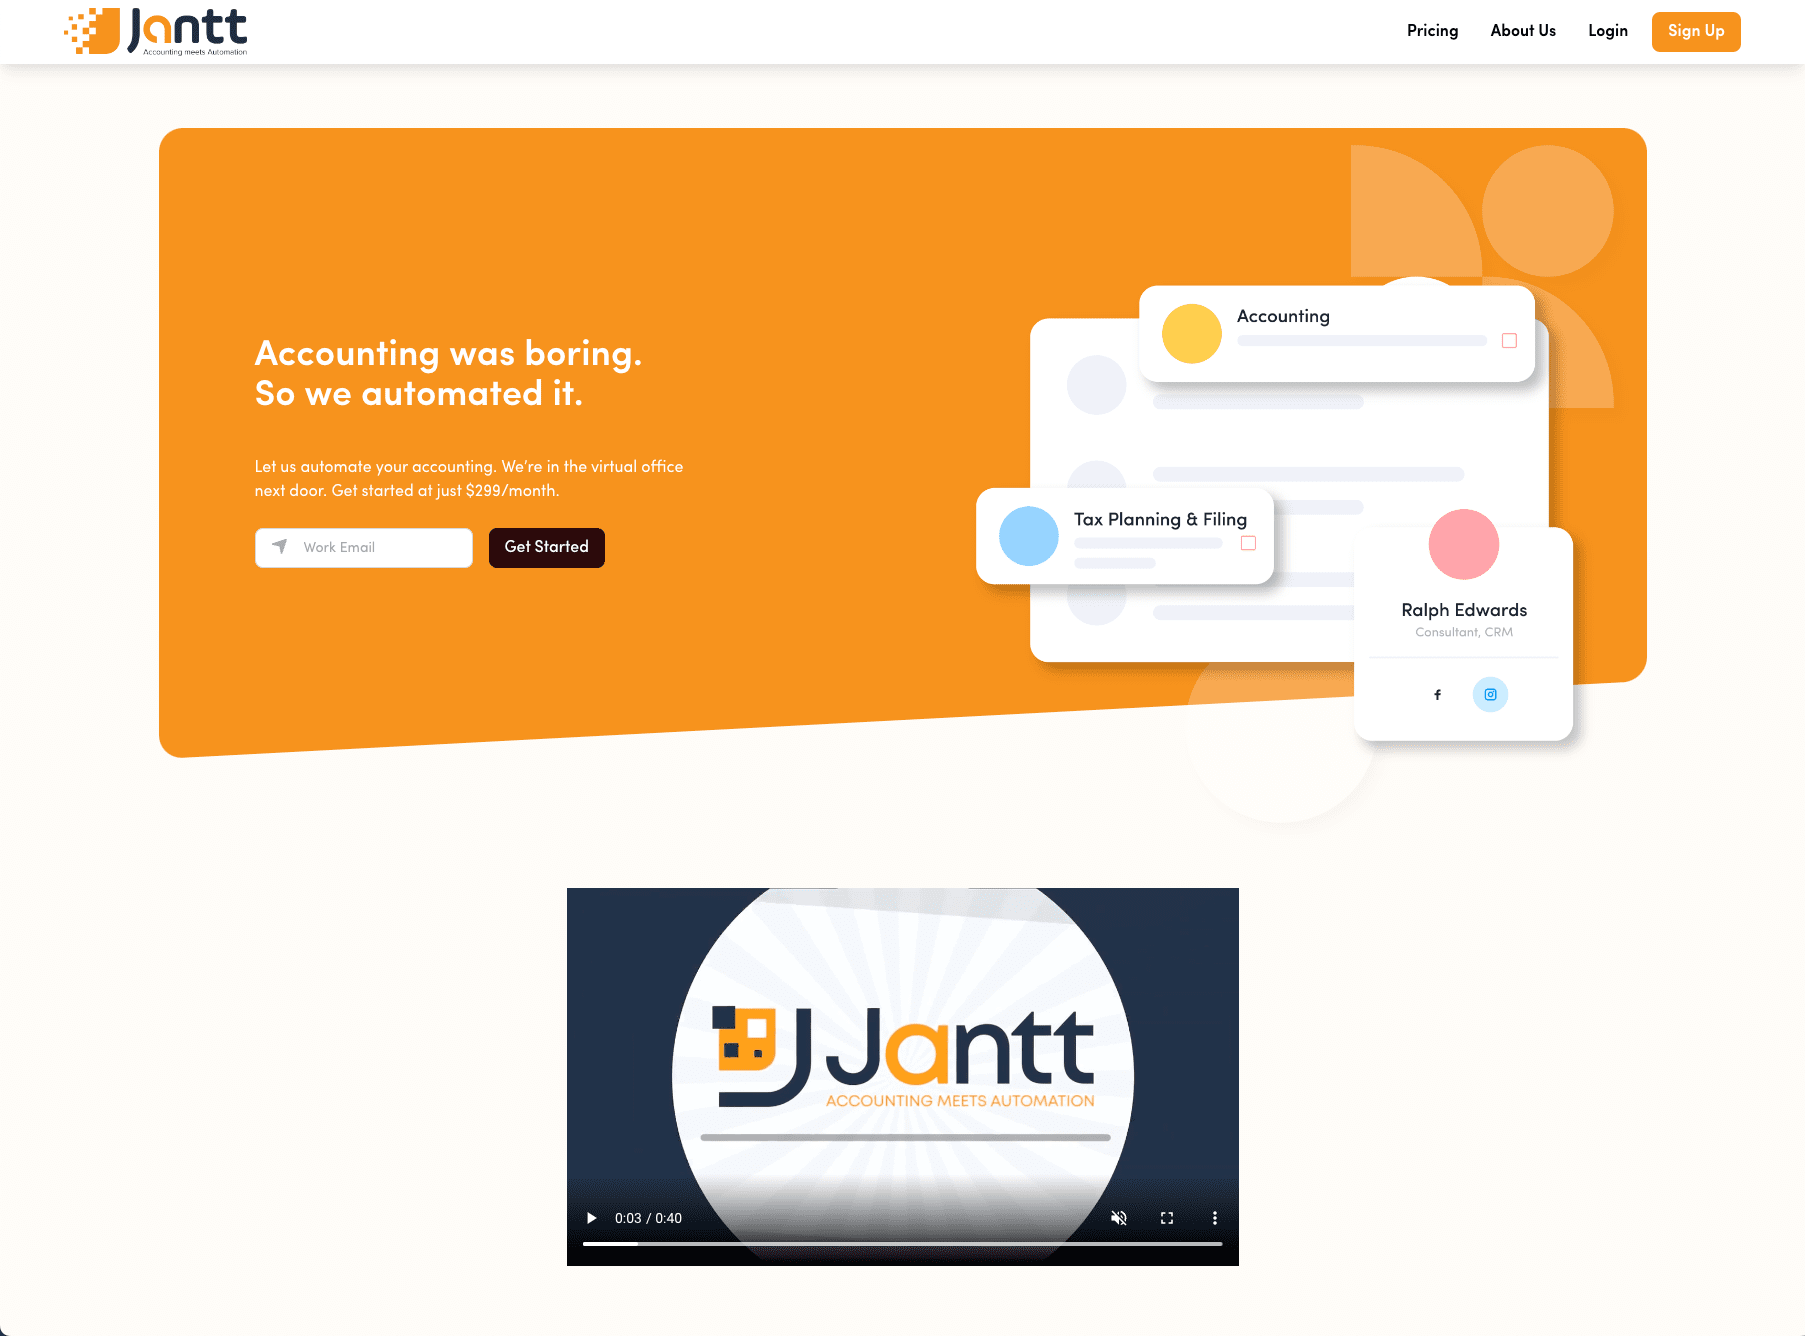 Jantt
Accounting meets Automation
Pricing
About Us
Login
Sign Up
Accounting was boring.
So we automated it.
Let us automate your accounting. We're in the virtual office
next door. Get started at just $299/month.
Work Email
Get Started
Accounting
Tax Planning & Filing
Ralph Edwards
Consultant, CRM
Jantt
ACCOUNTING MEETS AUTOMATION
0:03 / 0:40